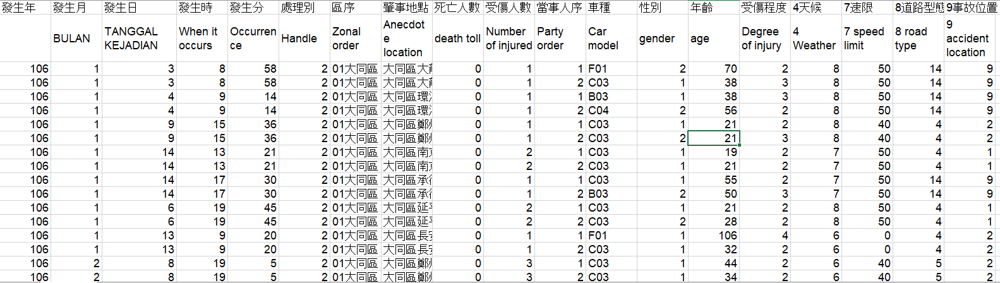 發生年 發生月 發生日 發生時 發生分 處理別 區序 肇事地點 死亡人數 受傷人數 當事人序 車種 性別 年齡 受傷程度 4天候 7速限 8道路型態 9事故位置
BULAN TANGGAL KEJADIAN When it occurs Occurrence Handle Zonal order Anecdote location death toll Number of injured Party order Car model gender age Degree of injury 4 Weather 7 speed limit 8 road type 9 accident location
106 1 3 8 58 2 01大同區 大同區大 0 1 1 F01 2 70 2 8 50 14 9
106 1 3 8 58 2 01大同區 大同區大 0 1 2 C03 1 38 3 8 50 14 9
106 1 4 9 14 2 01大同區 大同區環 0 1 1 B03 1 38 3 8 50 14 9
106 1 4 9 14 2 01大同區 大同區環 0 1 2 C04 2 56 2 8 50 14 9
106 1 9 15 36 2 01大同區 大同區鄭 0 1 1 C03 1 21 2 8 40 4 2
106 1 9 15 36 2 01大同區 大同區鄭 0 1 2 C03 2 21 3 8 40 4 2
106 1 14 13 21 2 01大同區 大同區南 0 2 1 C03 1 19 2 7 50 4 1
106 1 14 13 21 2 01大同區 大同區南 0 2 2 C03 1 21 2 7 50 4 1
106 1 14 17 30 2 01大同區 大同區承 0 1 1 C03 1 55 2 7 50 14 9
106 1 14 17 30 2 01大同區 大同區承 0 1 2 B03 2 50 3 7 50 14 9
106 1 6 19 45 2 01大同區 大同區延 0 2 1 C03 1 21 2 8 50 4 1
106 1 6 19 45 2 01大同區 大同區延 0 2 2 C03 2 28 2 8 50 4 1
106 1 13 9 20 2 01大同區 大同區長 0 1 1 F01 1 106 4 6 0 4 2
106 1 13 9 20 2 01大同區 大同區長 0 1 2 C03 1 32 2 6 0 4 2
106 2 8 19 5 2 01大同區 大同區鄭 0 3 1 C03 1 44 2 6 40 5 2
106 2 8 19 5 2 01大同區 大同區鄭 0 3 2 C03 1 34 2 6 40 5 2